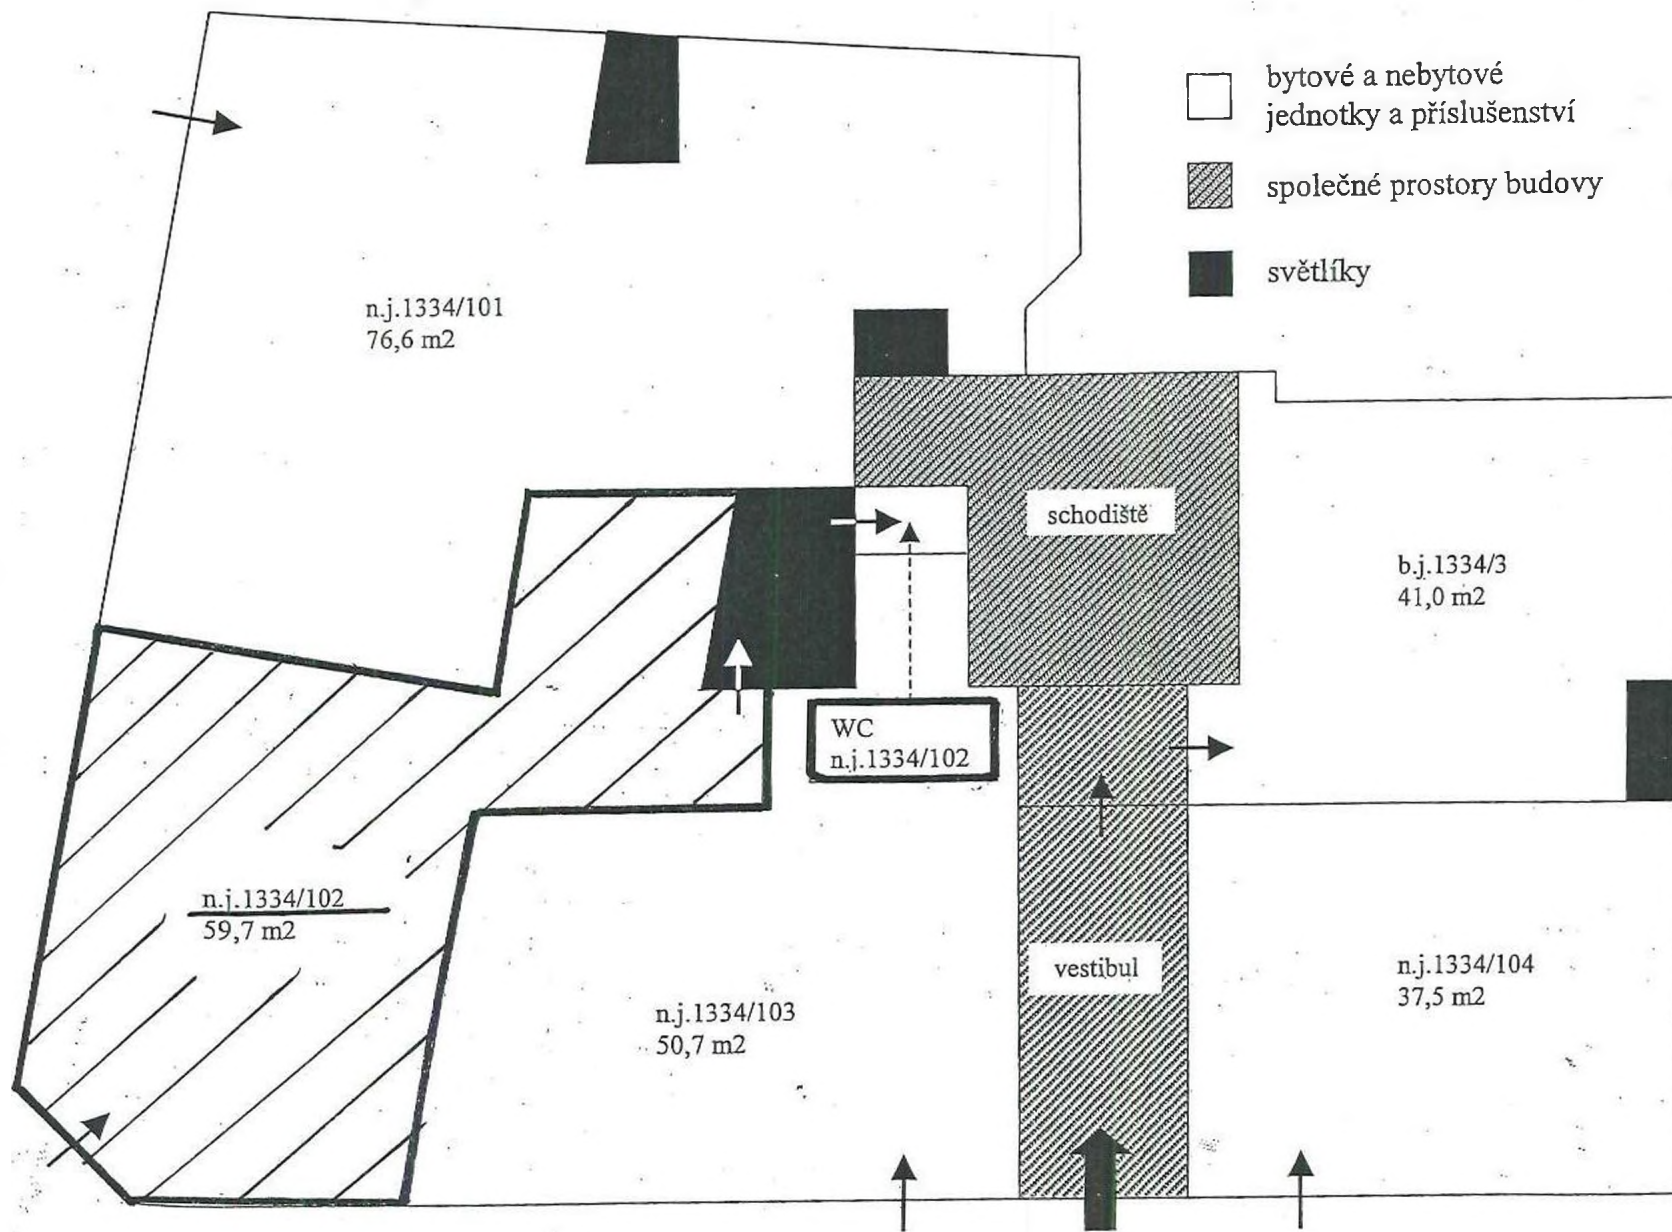 bytové a nebytové
jednotky a příslušenství
společné prostory budovy
světlíky
n.j.1334/101
76,6 m2
schodiště
b.j.1334/3
41,0 m2
WC
n.j.1334/102
n.j.1334/102
59,7 m2
vestibul
n.j.1334/104
37,5 m2
n.j.1334/103
50,7 m2